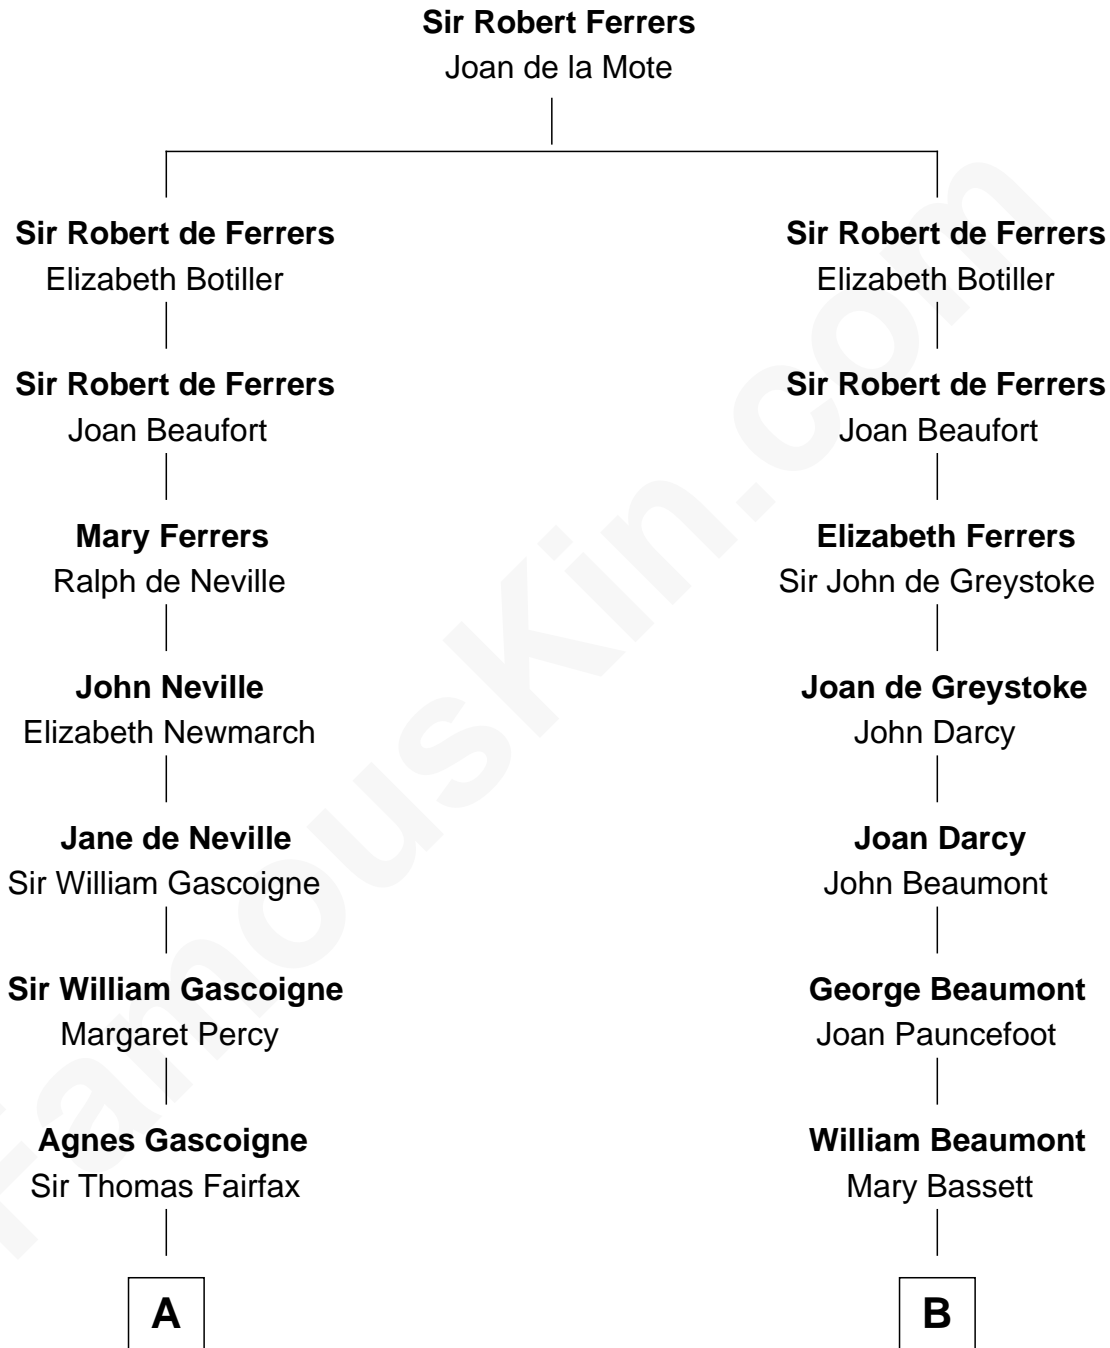 Sir Robert Ferrers
Joan de la Mote
Sir Robert de Ferrers
Elizabeth Botiller
Sir Robert de Ferrers
Elizabeth Botiller
Sir Robert de Ferrers
Joan Beaufort
Sir Robert de Ferrers
Joan Beaufort
Mary Ferrers
Ralph de Neville
Elizabeth Ferrers
Sir John de Greystoke
John Neville
Elizabeth Newmarch
Joan de Greystoke
John Darcy
Jane de Neville
Sir William Gascoigne
Joan Darcy
John Beaumont
Sir William Gascoigne
Margaret Percy
George Beaumont
Joan Pauncefoot
Agnes Gascoigne
Sir Thomas Fairfax
William Beaumont
Mary Bassett
A
B
FamousKin.com